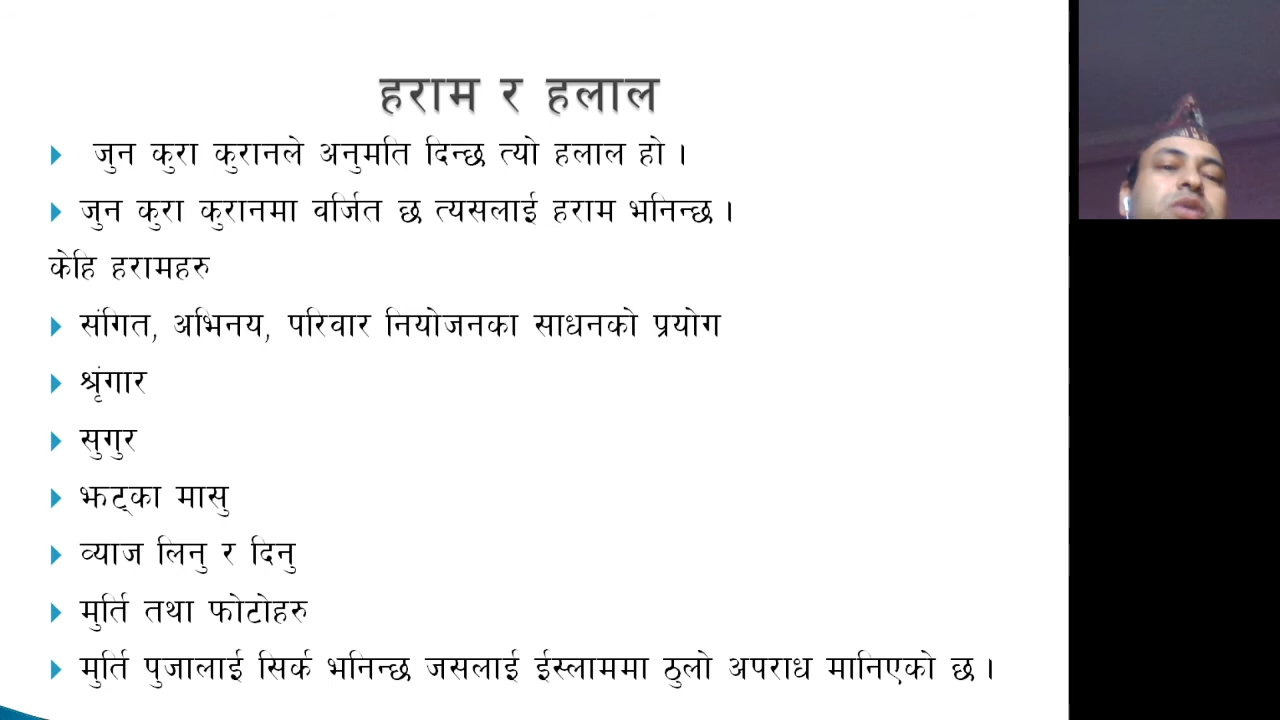 हराम र हलाल
जुन कुरा कुरानले अनुमति दिन्छ त्यो हलाल हो ।
जुन कुरा कुरानमा वर्जित छ त्यसलाई हराम भनिन्छ ।
केहि हरामहरु
संगित, अभिनय, परिवार नियोजनका साधनको प्रयोग
श्रृंगार
सुगुर
झट्का मासु
व्याज लिनु र दिनु
मुर्ति तथा फोटोहरु
मुर्ति पुजालाई सिर्क भनिन्छ जसलाई ईस्लाममा ठुलो अपराध मानिएको छ ।